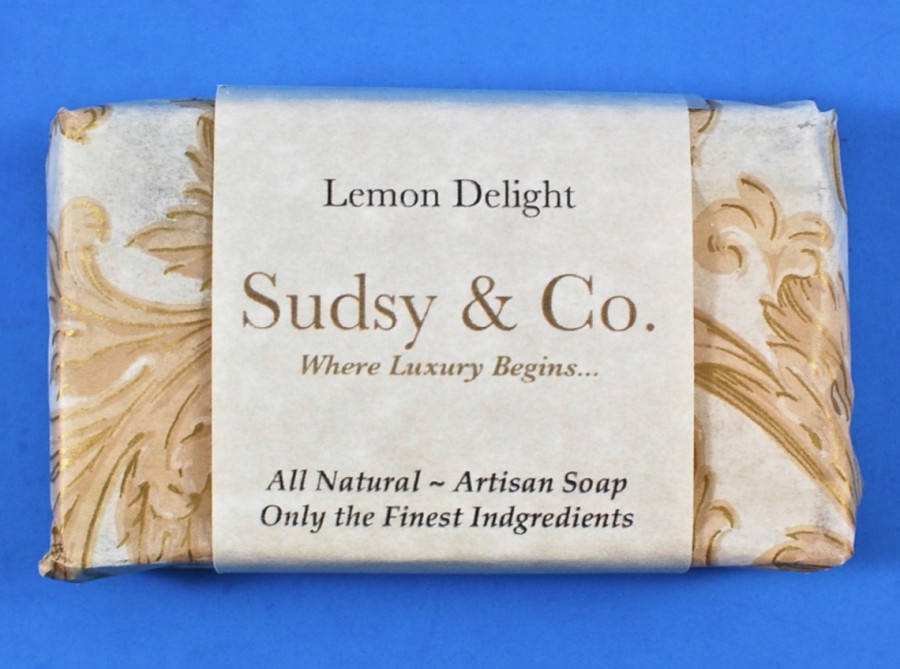 Lemon Delight
Sudsy & Co.
Where Luxury Begins...
All Natural ~ Artisan Soap
Only the Finest Indgredients